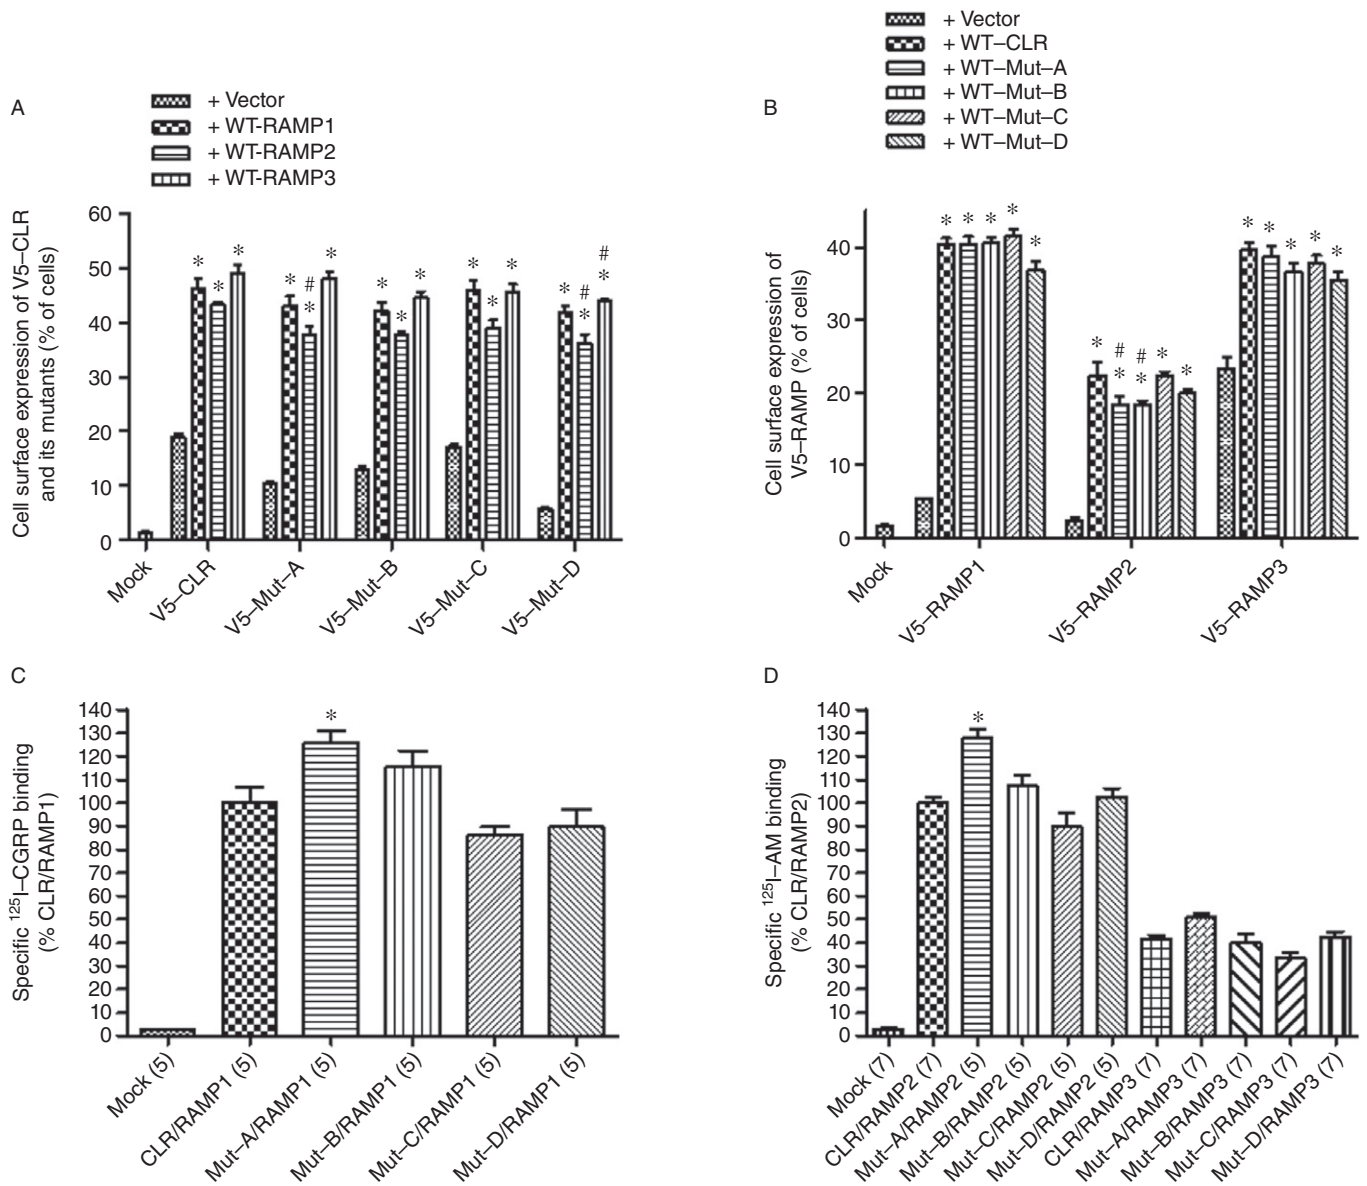 A
+ Vector
+ WT-RAMP1
+ WT-RAMP2
+ WT-RAMP3
Cell surface expression of V5–CLR
and its mutants (% of cells)
60
50
40
30
20
10
0
* * *
* # * *
* * *
* * *
* # * # *
Mock
V5–CLR
V5–Mut–A
V5–Mut–B
V5–Mut–C
V5–Mut–D
B
+ Vector
+ WT–CLR
+ WT–Mut–A
+ WT–Mut–B
+ WT–Mut–C
+ WT–Mut–D
Cell surface expression of
V5–RAMP (% of cells)
40
30
20
10
0
* * * * *
* # * # * * *
* * * * *
Mock
V5–RAMP1
V5–RAMP2
V5–RAMP3
C
Specific 125I–CGRP binding
(% CLR/RAMP1)
140
130
120
110
100
90
80
70
60
50
40
30
20
10
0
*
Mock (5)
CLR/RAMP1 (5)
Mut–A/RAMP1 (5)
Mut–B/RAMP1 (5)
Mut–C/RAMP1 (5)
Mut–D/RAMP1 (5)
D
Specific 125I–AM binding
(% CLR/RAMP2)
140
130
120
110
100
90
80
70
60
50
40
30
20
10
0
*
Mock (7)
CLR/RAMP2 (7)
Mut–A/RAMP2 (5)
Mut–B/RAMP2 (5)
Mut–C/RAMP2 (5)
Mut–D/RAMP2 (5)
CLR/RAMP3 (7)
Mut–A/RAMP3 (7)
Mut–B/RAMP3 (7)
Mut–C/RAMP3 (7)
Mut–D/RAMP3 (7)